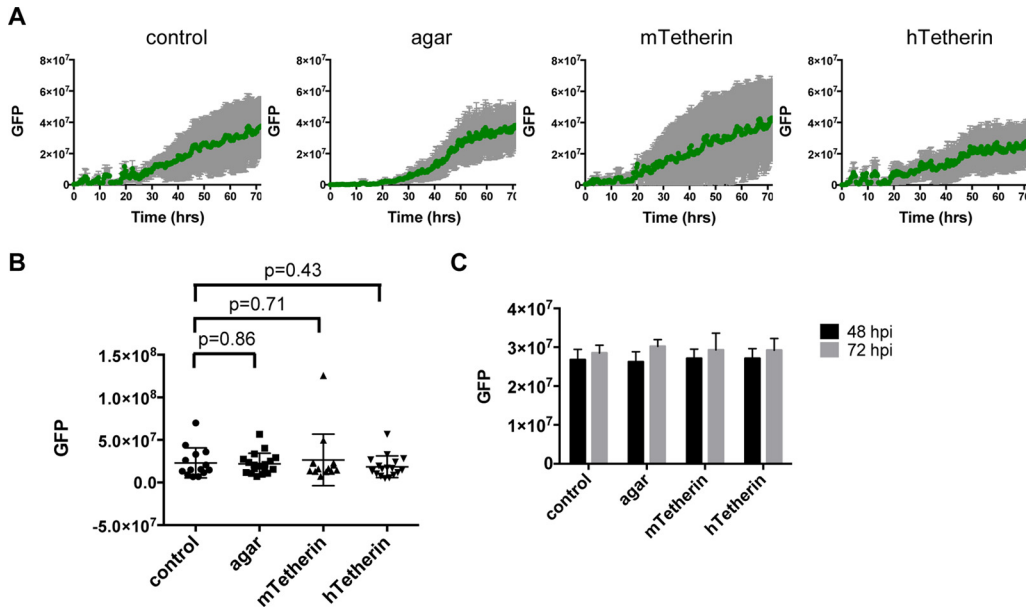 A
control
agar
mTetherin
hTetherin
8×10⁷
6×10⁷
4×10⁷
2×10⁷
0
GFP
0 10 20 30 40 50 60 70
Time (hrs)
8×10⁷
6×10⁷
4×10⁷
2×10⁷
0
GFP
0 10 20 30 40 50 60 70
Time (hrs)
8×10⁷
6×10⁷
4×10⁷
2×10⁷
0
GFP
0 10 20 30 40 50 60 70
Time (hrs)
8×10⁷
6×10⁷
4×10⁷
2×10⁷
0
GFP
0 10 20 30 40 50 60 70
Time (hrs)
B
p=0.43
p=0.71
p=0.86
1.5×10⁸
1.0×10⁸
5.0×10⁷
0.0
-5.0×10⁷
GFP
control
agar
mTetherin
hTetherin
C
4×10⁷
3×10⁷
2×10⁷
1×10⁷
0
GFP
control
agar
mTetherin
hTetherin
48 hpi
72 hpi